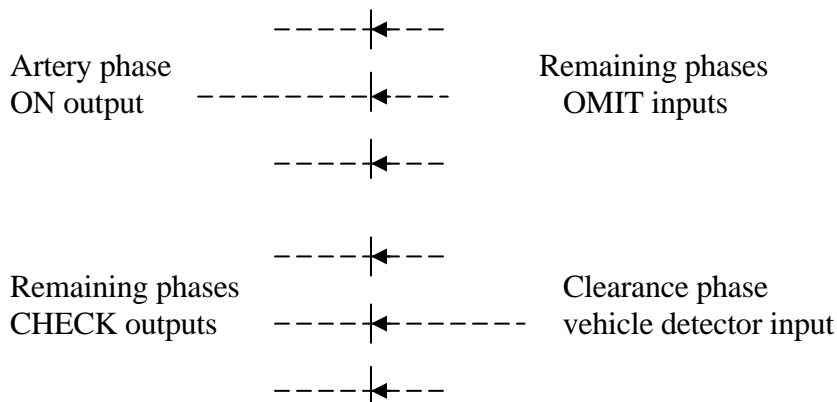 Artery phase
ON output
Remaining phases
OMIT inputs
Remaining phases
CHECK outputs
Clearance phase
vehicle detector input